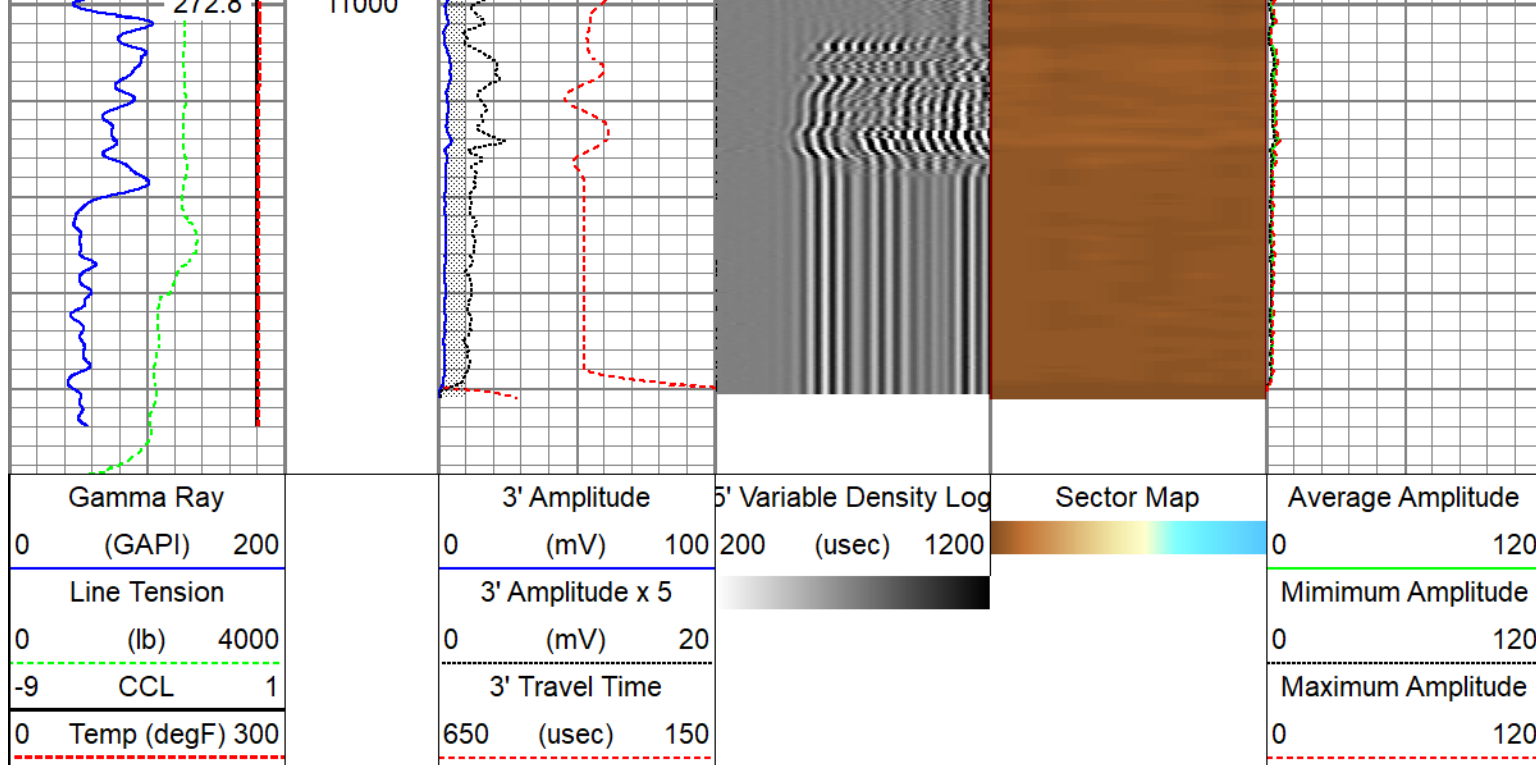 272.8 11000
Gamma Ray
0 (GAPI) 200
Line Tension
0 (lb) 4000
-9 CCL 1
0 Temp (degF) 300
3' Amplitude
0 (mV) 100
3' Amplitude x 5
0 (mV) 20
3' Travel Time
650 (usec) 150
5' Variable Density Log
200 (usec) 1200
Sector Map
Average Amplitude
0 120
Mimimum Amplitude
0 120
Maximum Amplitude
0 120